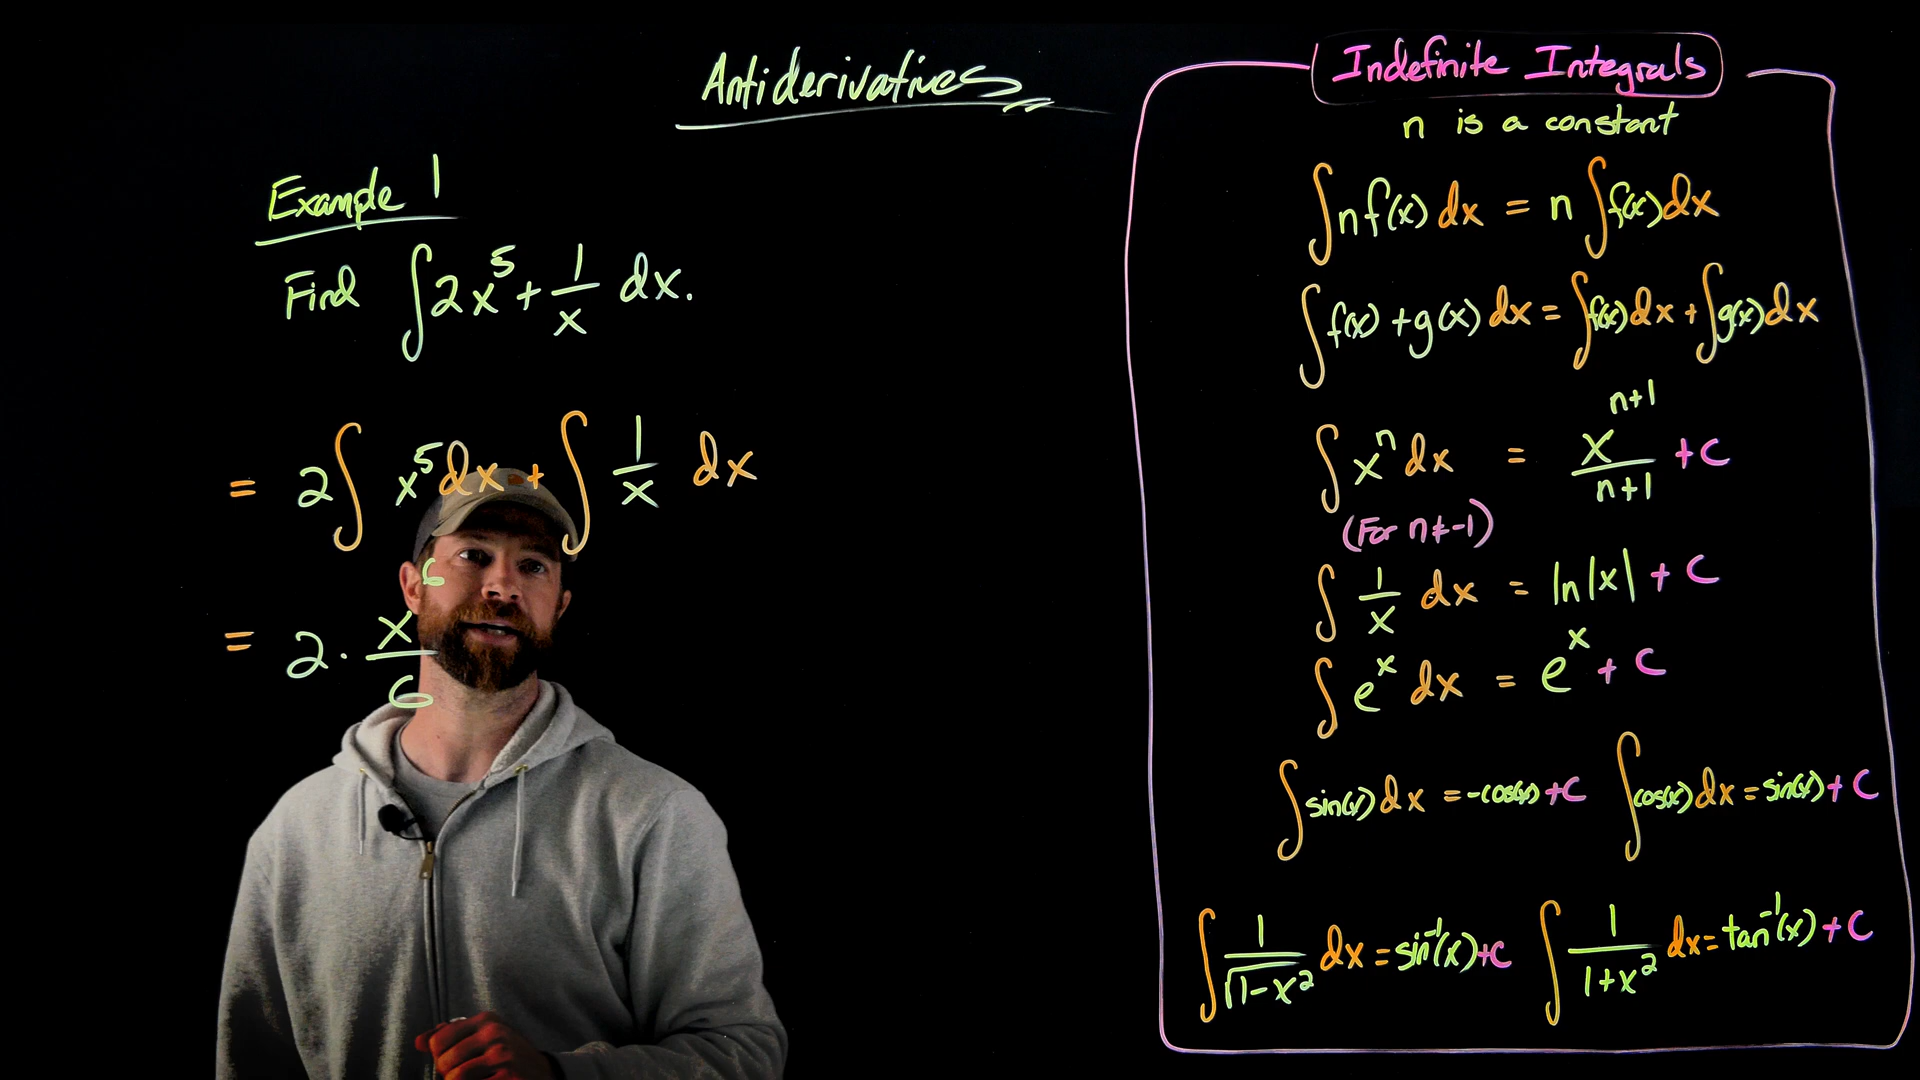 Antiderivatives
Example 1
Find ∫2x⁵ + 1/x dx.
= 2∫ x⁵ dx + ∫ 1/x dx
= 2 · x⁶/6
Indefinite Integrals
n is a constant
∫nf(x) dx = n ∫f(x)dx
∫f(x) + g(x) dx = ∫f(x)dx + ∫g(x)dx
∫xⁿ dx = xⁿ⁺¹/n+1 + C
(For n≠-1)
∫ 1/x dx = ln|x| + C
∫eˣ dx = eˣ + C
∫sin(x)dx = -cos(x) + C ∫cos(x)dx = sin(x) + C
∫ 1/√1-x² dx = sin⁻¹(x) + C ∫ 1/1+x² dx = tan⁻¹(x) + C